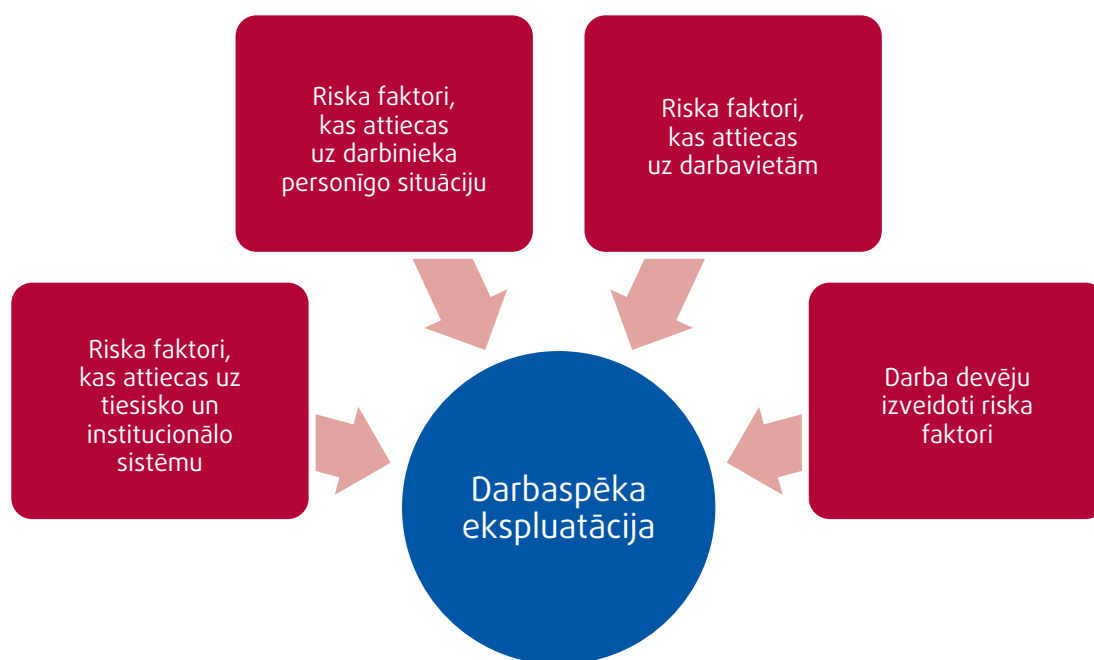 Riska faktori,
kas attiecas
uz darbinieka
personīgo situāciju
Riska faktori,
kas attiecas
uz darbavietām
Riska faktori,
kas attiecas uz
tiesisko un
institucionālo
sistēmu
Darba devēju
izveidoti riska
faktori
Darbaspēka
ekspluatācija